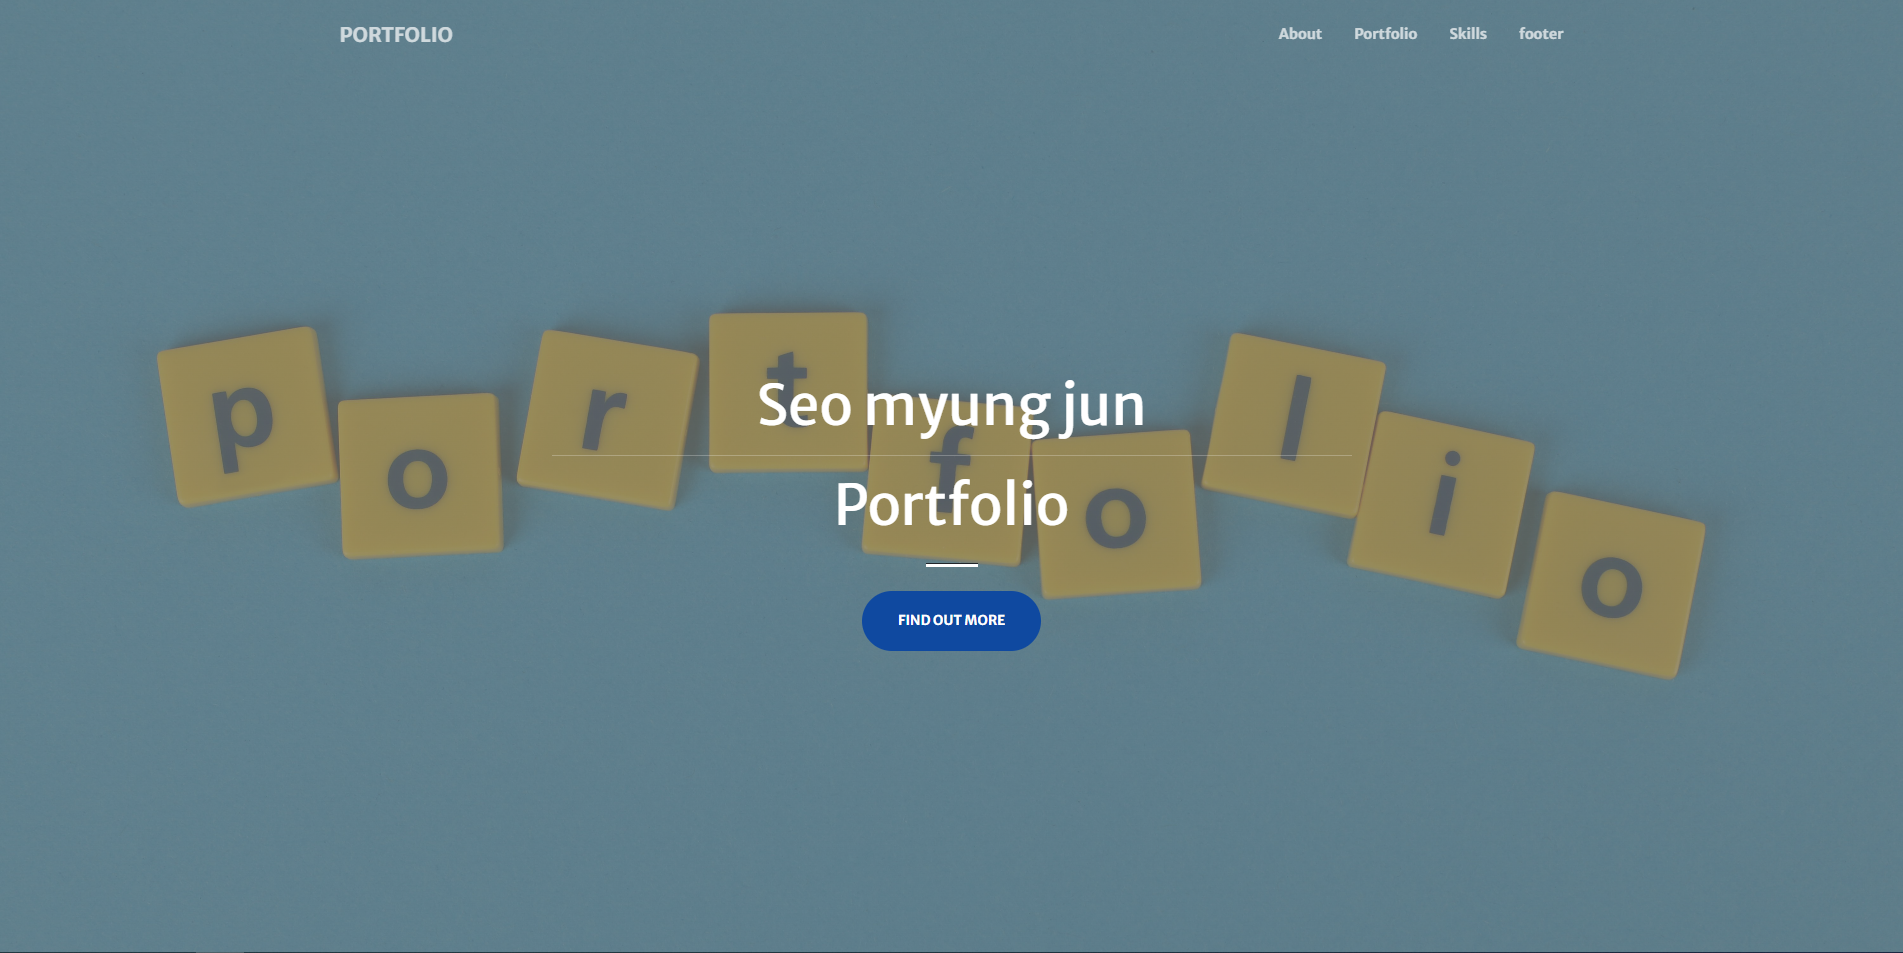 PORTFOLIO
About Portfolio Skills footer
p o r t f o l i o
Seo myung jun
Portfolio
FIND OUT MORE